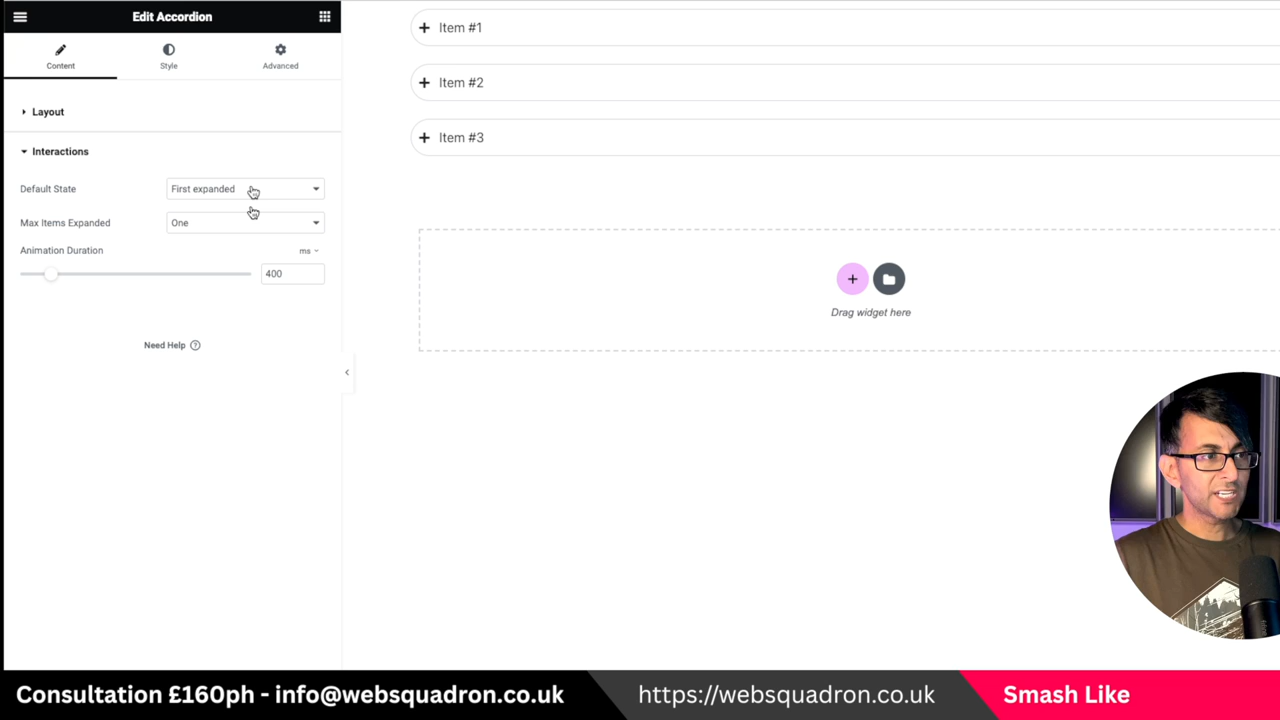 Edit Accordion
Content
Style
Advanced
Layout
Interactions
Default State
First expanded
Max Items Expanded
One
Animation Duration
ms
400
Need Help ?
Item #1
Item #2
Item #3
Drag widget here
Consultation £160ph - info@websquadron.co.uk
https://websquadron.co.uk
Smash Like